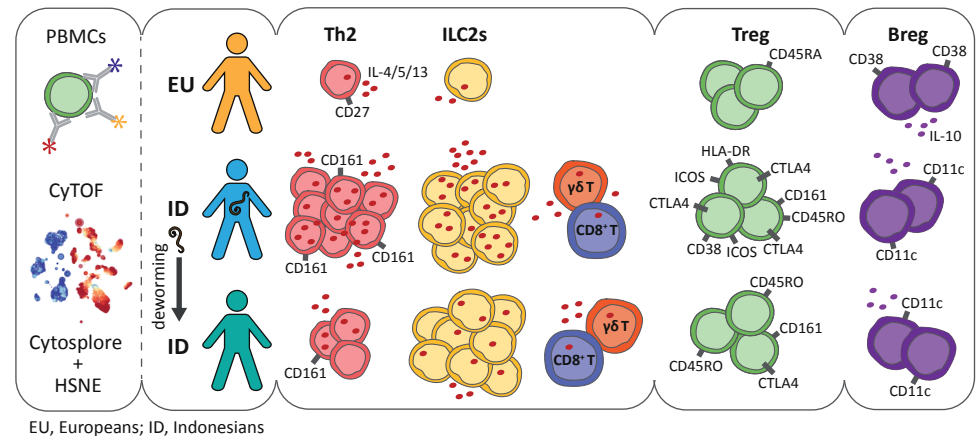 PBMCs
CyTOF
Cytosplore
+
HSNE
EU
ID
deworming
ID
Th2
ILC2s
IL-4/5/13
CD27
CD161
CD161
CD161
γδ T
CD8⁺ T
CD161
γδ T
CD8⁺ T
Treg
CD45RA
HLA-DR
ICOS
CTLA4
CTLA4
CD161
CD45RO
CD38
ICOS
CTLA4
CD45RO
CD161
CD45RO
CTLA4
Breg
CD38
CD38
IL-10
CD11c
CD11c
CD11c
CD11c
EU, Europeans; ID, Indonesians